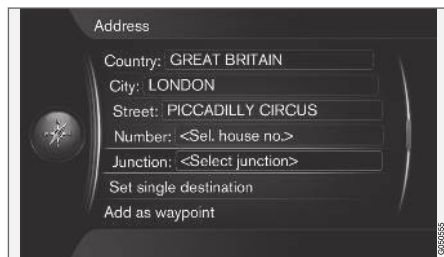 Address
Country: GREAT BRITAIN
City: LONDON
Street: PICCADILLY CIRCUS
Number: <Sel. house no.>
Junction: <Select junction>
Set single destination
Add as waypoint
G050555